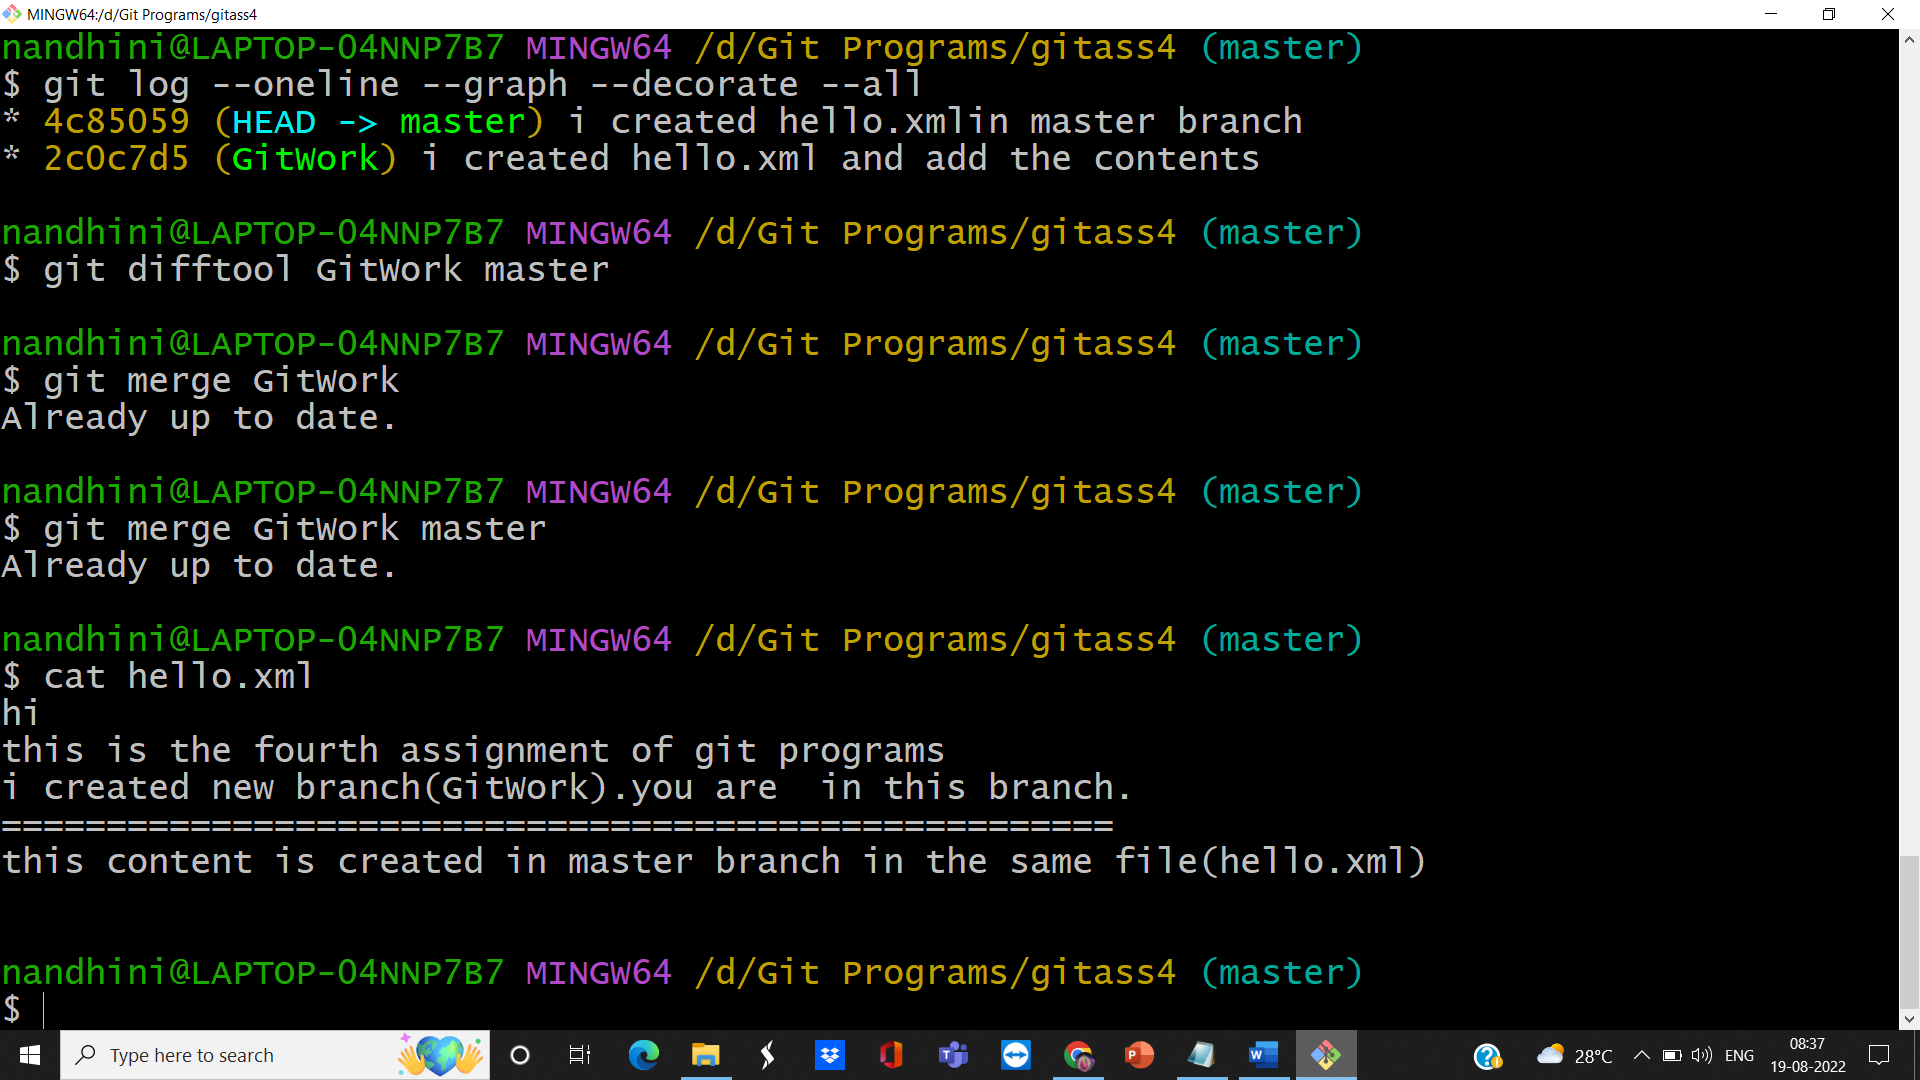 MINGW64:/d/Git Programs/gitass4
nandhini@LAPTOP-04NNP7B7 MINGW64 /d/Git Programs/gitass4 (master)
$ git log --oneline --graph --decorate --all
* 4c85059 (HEAD -> master) i created hello.xmlin master branch
* 2c0c7d5 (GitWork) i created hello.xml and add the contents
nandhini@LAPTOP-04NNP7B7 MINGW64 /d/Git Programs/gitass4 (master)
$ git difftool GitWork master
nandhini@LAPTOP-04NNP7B7 MINGW64 /d/Git Programs/gitass4 (master)
$ git merge GitWork
Already up to date.
nandhini@LAPTOP-04NNP7B7 MINGW64 /d/Git Programs/gitass4 (master)
$ git merge GitWork master
Already up to date.
nandhini@LAPTOP-04NNP7B7 MINGW64 /d/Git Programs/gitass4 (master)
$ cat hello.xml
hi
this is the fourth assignment of git programs
i created new branch(GitWork).you are  in this branch.
=====================================================
this content is created in master branch in the same file(hello.xml)
nandhini@LAPTOP-04NNP7B7 MINGW64 /d/Git Programs/gitass4 (master)
$
Type here to search
28°C
ENG
08:37
19-08-2022